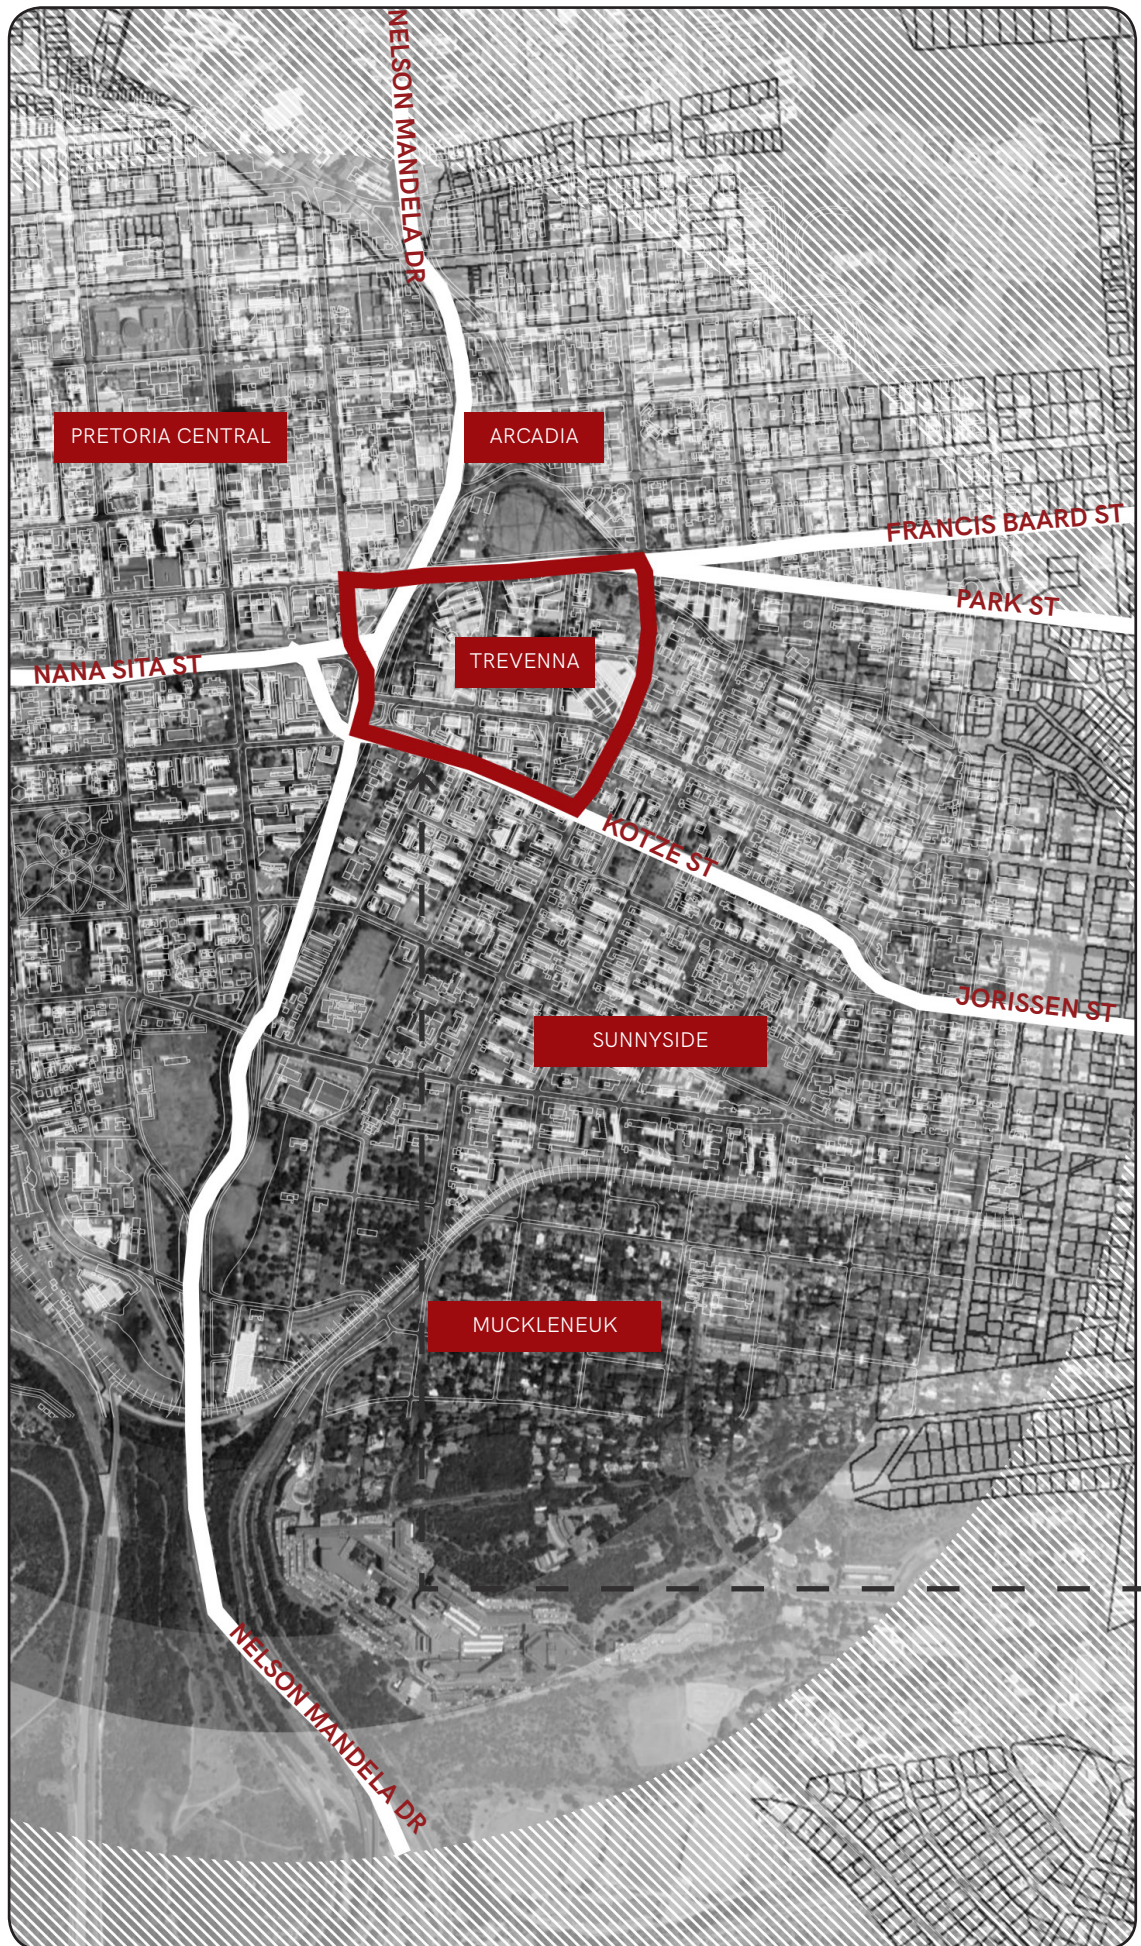 NELSON MANDELA DR
PRETORIA CENTRAL
ARCADIA
FRANCIS BAARD ST
PARK ST
TREVENNA
NANA SITA ST
KOTZE ST
JORISSEN ST
SUNNYSIDE
MUCKLENEUK
NELSON MANDELA DR